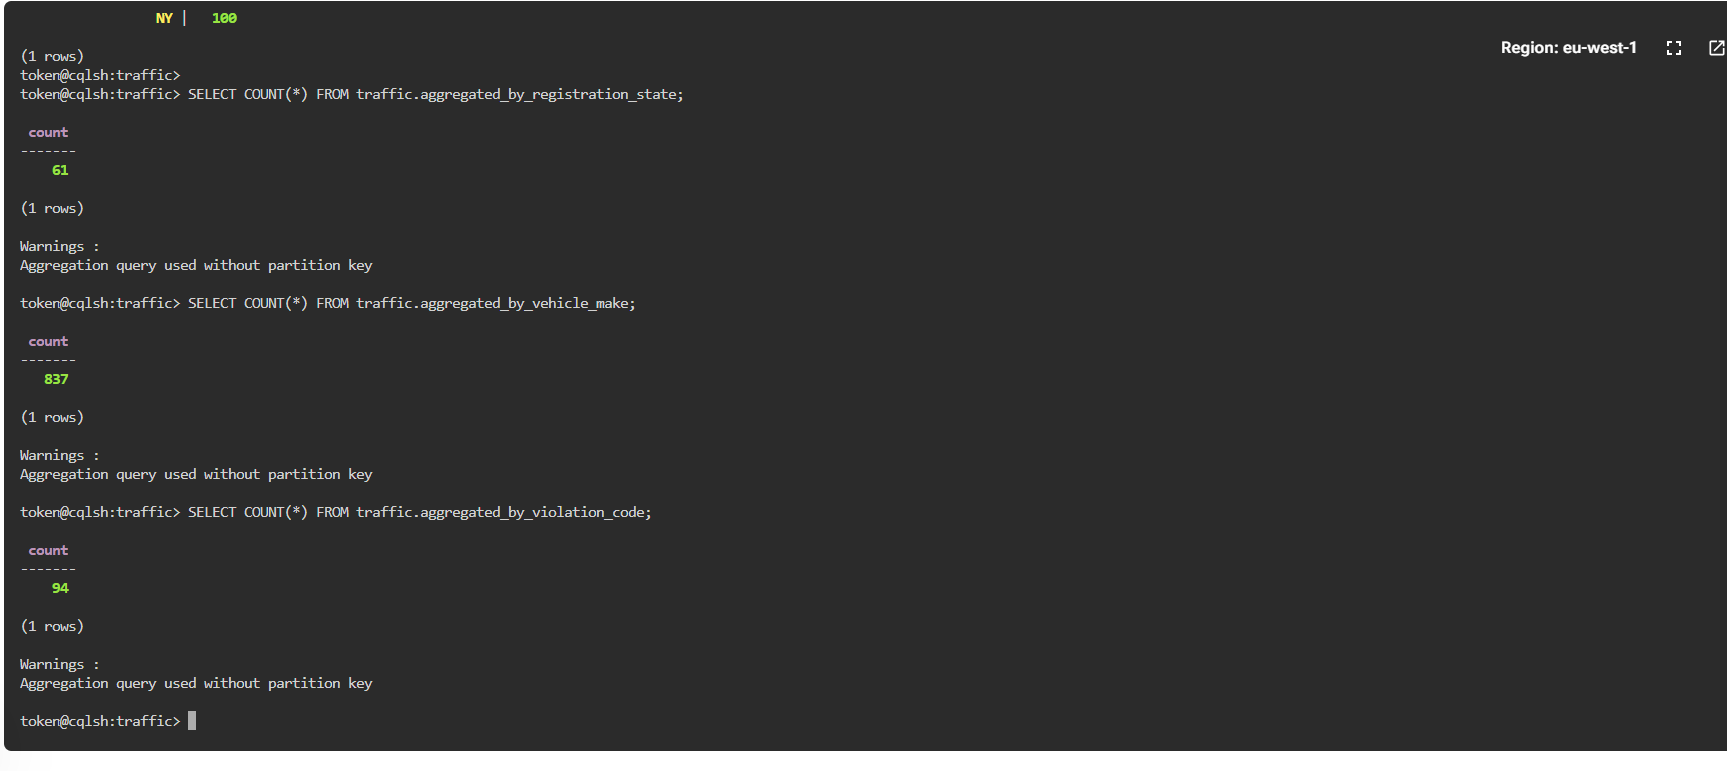 NY | 100
(1 rows)
Region: eu-west-1
token@cqlsh:traffic>
token@cqlsh:traffic> SELECT COUNT(*) FROM traffic.aggregated_by_registration_state;
count
-------
61
(1 rows)
Warnings :
Aggregation query used without partition key
token@cqlsh:traffic> SELECT COUNT(*) FROM traffic.aggregated_by_vehicle_make;
count
-------
837
(1 rows)
Warnings :
Aggregation query used without partition key
token@cqlsh:traffic> SELECT COUNT(*) FROM traffic.aggregated_by_violation_code;
count
-------
94
(1 rows)
Warnings :
Aggregation query used without partition key
token@cqlsh:traffic>